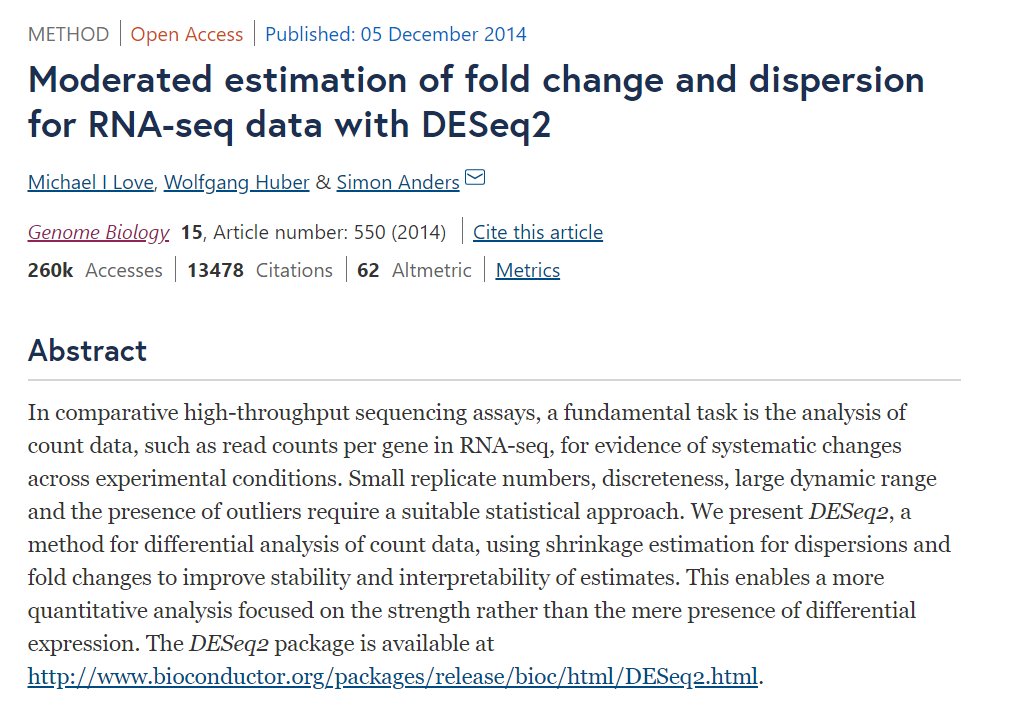 METHOD | Open Access | Published: 05 December 2014
Moderated estimation of fold change and dispersion
for RNA-seq data with DESeq2
Michael I Love, Wolfgang Huber & Simon Anders
Genome Biology 15, Article number: 550 (2014) | Cite this article
260k Accesses | 13478 Citations | 62 Altmetric | Metrics
Abstract
In comparative high-throughput sequencing assays, a fundamental task is the analysis of
count data, such as read counts per gene in RNA-seq, for evidence of systematic changes
across experimental conditions. Small replicate numbers, discreteness, large dynamic range
and the presence of outliers require a suitable statistical approach. We present DESeq2, a
method for differential analysis of count data, using shrinkage estimation for dispersions and
fold changes to improve stability and interpretability of estimates. This enables a more
quantitative analysis focused on the strength rather than the mere presence of differential
expression. The DESeq2 package is available at
http://www.bioconductor.org/packages/release/bioc/html/DESeq2.html.